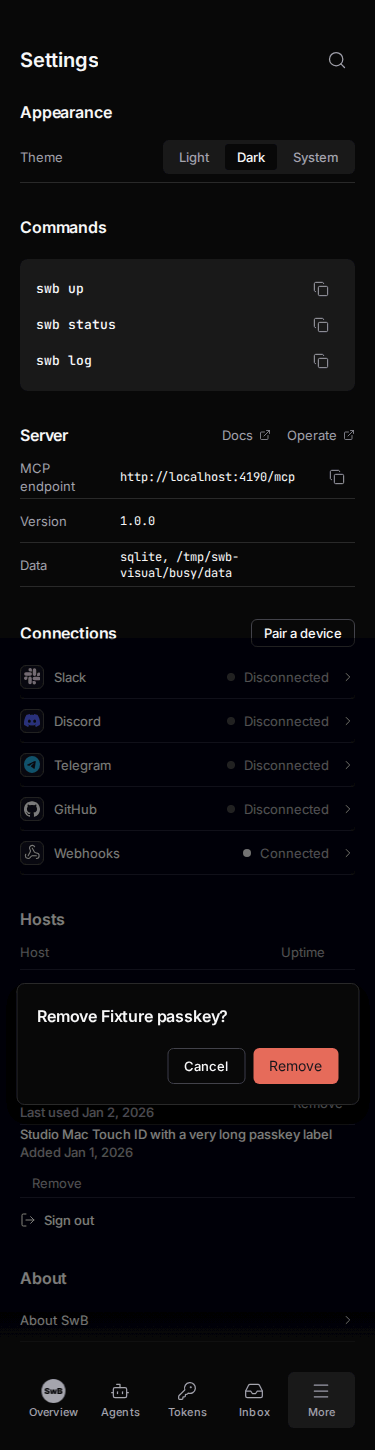 Settings
Appearance
Theme Light Dark System
Commands
swb up
swb status
swb log
Server Docs Operate
MCP
endpoint http://localhost:4190/mcp
Version 1.0.0
Data sqlite, /tmp/swb-
visual/busy/data
Connections Pair a device
Slack Disconnected
Discord Disconnected
Telegram Disconnected
GitHub Disconnected
Webhooks Connected
Hosts
Host Uptime
Remove Fixture passkey?
Cancel Remove
Remove
Last used Jan 2, 2026
Studio Mac Touch ID with a very long passkey label
Added Jan 1, 2026
Remove
Sign out
About
About SwB
SwB
Overview Agents Tokens Inbox More